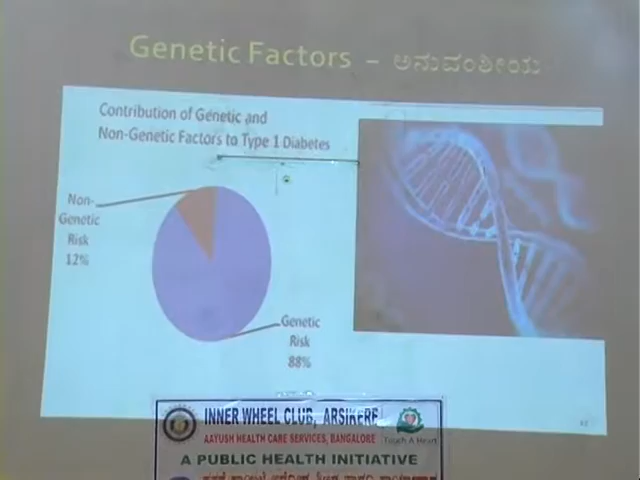 Genetic Factors – ಅನುವಂಶೀಯ
Contribution of Genetic and
Non-Genetic Factors to Type 1 Diabetes
Non-
Genetic
Risk
12%
Genetic
Risk
88%
INNER WHEEL CLUB, ARSIKERE
AAYUSH HEALTH CARE SERVICES, BANGALORE
Touch A Heart
A PUBLIC HEALTH INITIATIVE